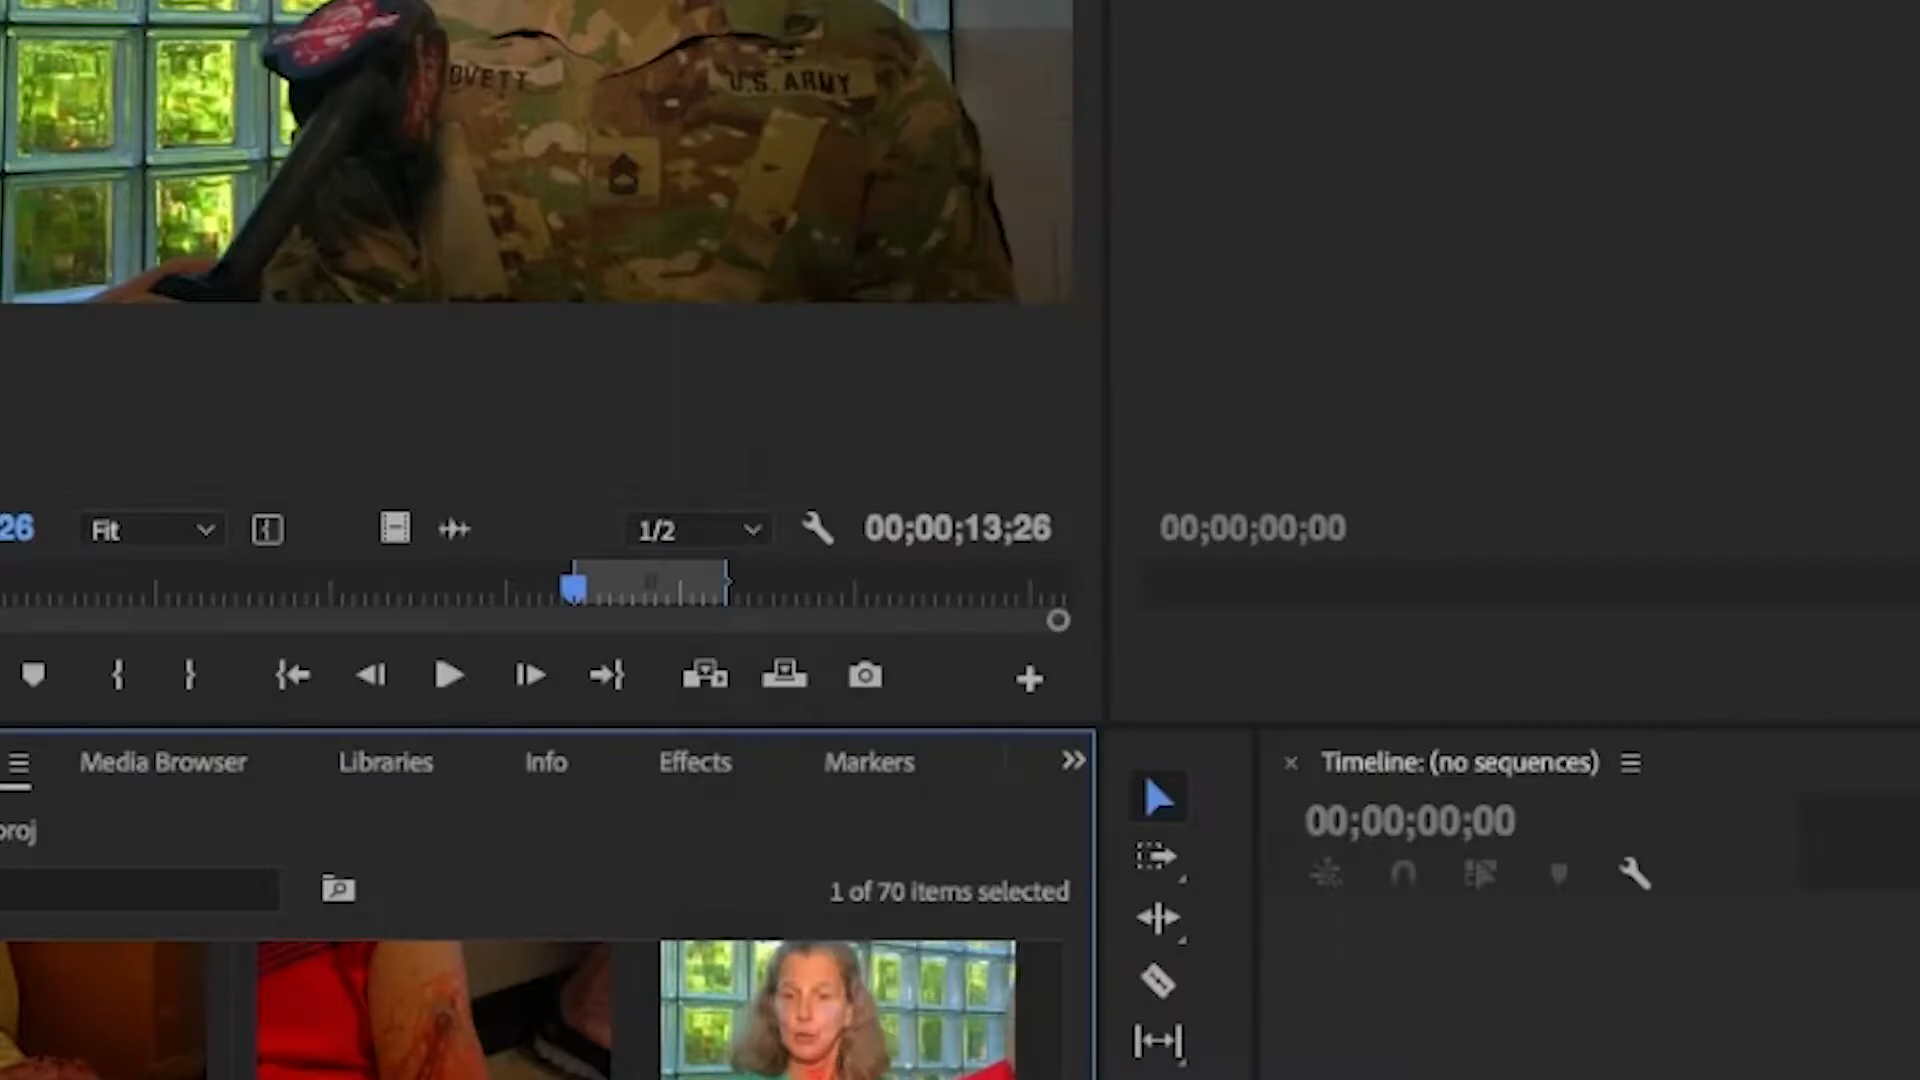 OVETT
U.S. ARMY
26
Fit
1/2
00;00;13;26
00;00;00;00
Media Browser
Libraries
Info
Effects
Markers
Timeline: (no sequences)
00;00;00;00
proj
1 of 70 items selected